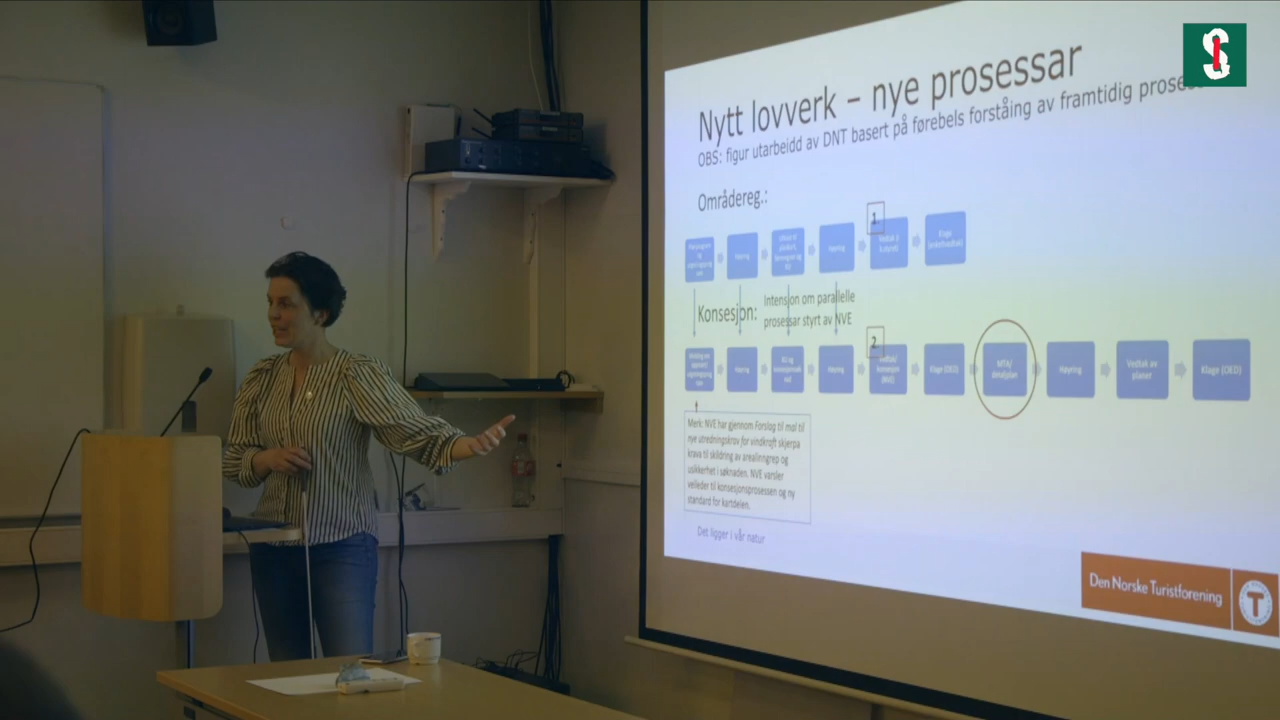 Nytt lovverk – nye prosessar
OBS: figur utarbeidd av DNT basert på førebels forståing av framtidig
Områdereg.:
1.
Høyring
Høyring
Vedtak
Klage
Konsesjon:
Intensjon om parallelle
prosessar styrt av NVE
2.
Høyring
Høyring
konsesjon
(NVE)
Klage (OED)
MTA/
detaljplan
Høyring
Vedtak av
planer
Klage (OED)
Merk: NVE har gjennom Forslag til mal til
nye utredningskrav for vindkraft skjerpa
krava til skildring av arealinngrep og
usikkerhet i søknaden. NVE varsler
veileder til konsesjonsprosessen og ny
standard for kartdelen.
Det ligger i vår natur
Den Norske Turistforening
T